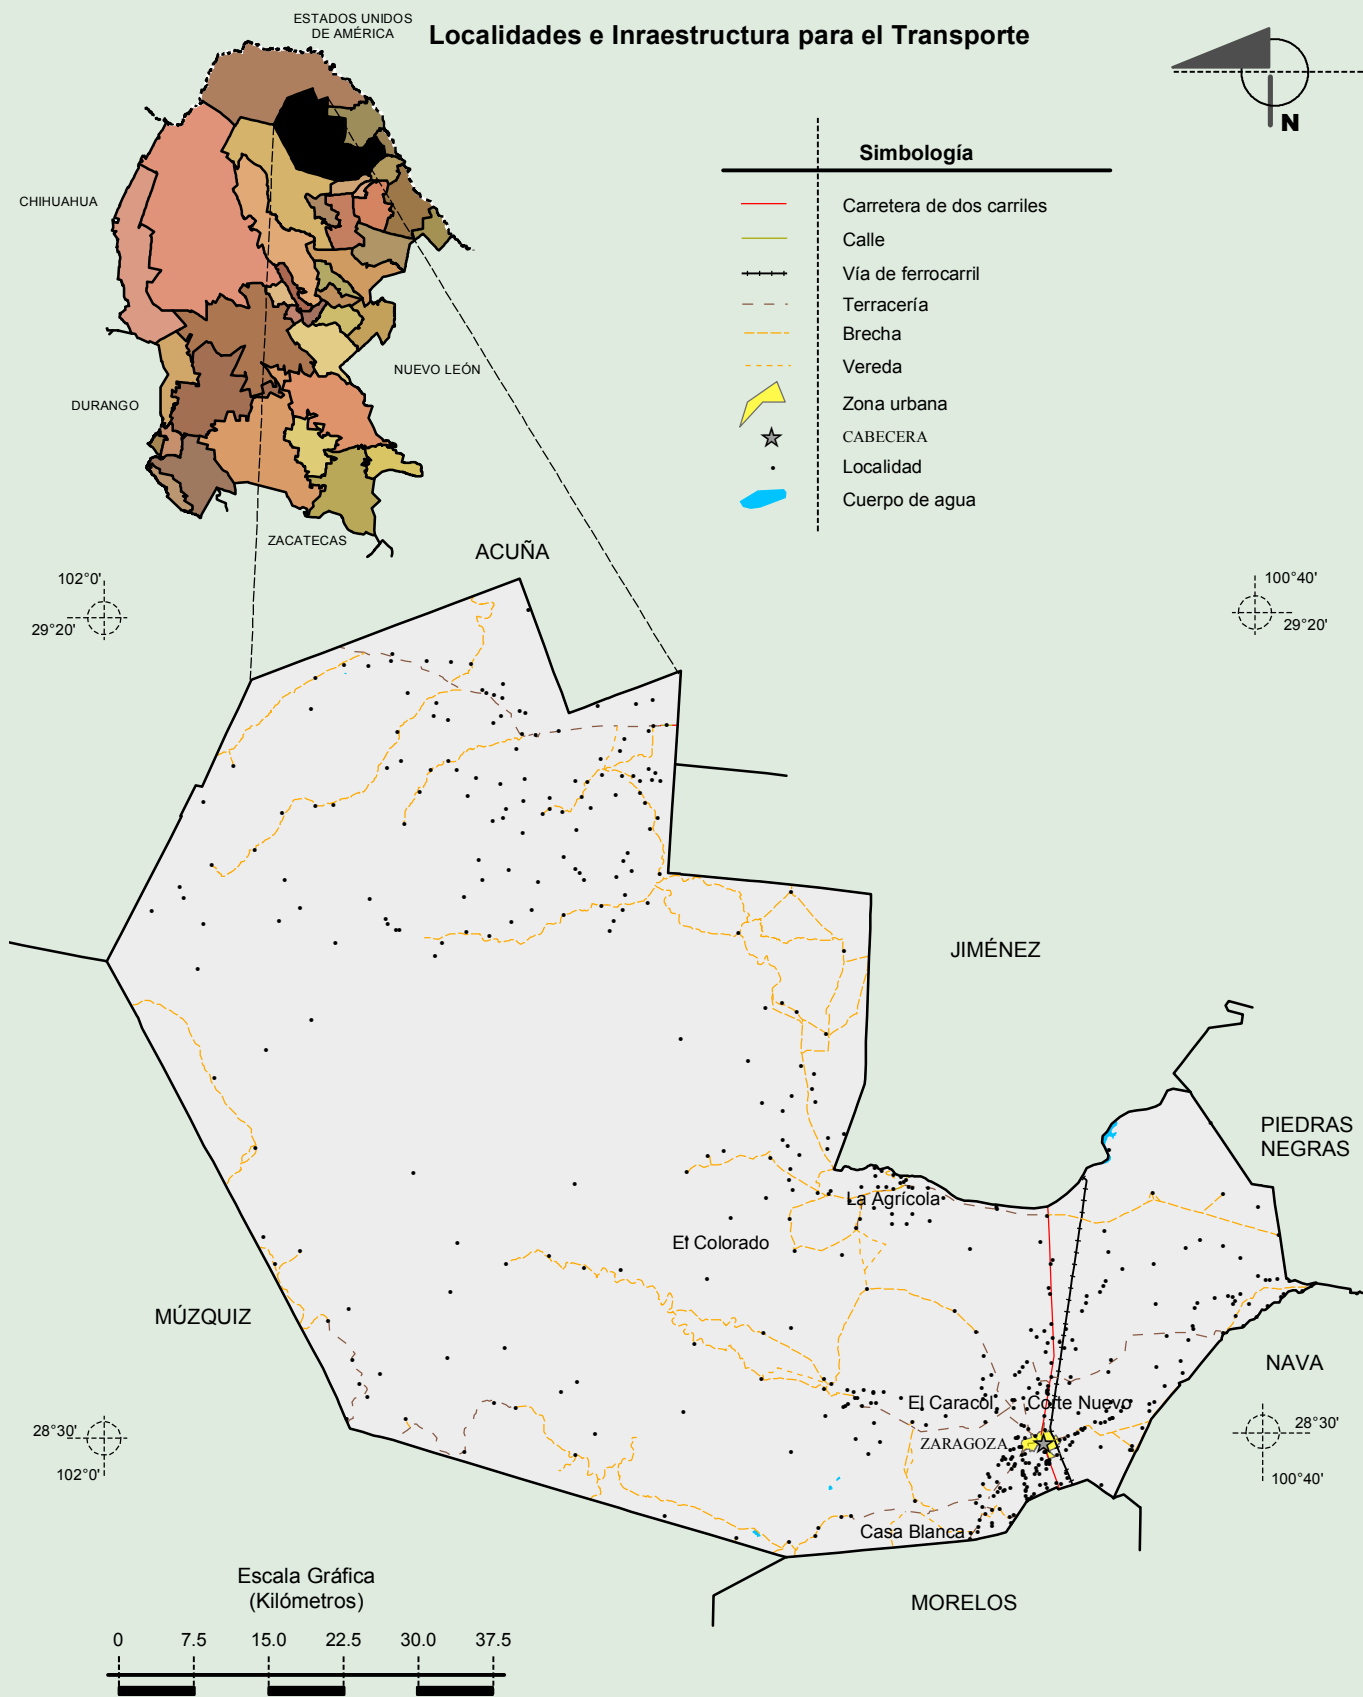 ESTADOS UNIDOS
DE AMÉRICA
Localidades e Inraestructura para el Transporte
N
Simbología
CHIHUAHUA
Carretera de dos carriles
Calle
Vía de ferrocarril
Terracería
Brecha
Vereda
NUEVO LEÓN
DURANGO
Zona urbana
CABECERA
Localidad
Cuerpo de agua
ZACATECAS
ACUÑA
102°0'
29°20'
100°40'
29°20'
JIMÉNEZ
PIEDRAS
NEGRAS
La Agrícola
El Colorado
MÚZQUIZ
NAVA
El Caracol
Corte Nuevo
28°30'
102°0'
ZARAGOZA
28°30'
100°40'
Casa Blanca
MORELOS
Escala Gráfica
(Kilómetros)
0 7.5 15.0 22.5 30.0 37.5